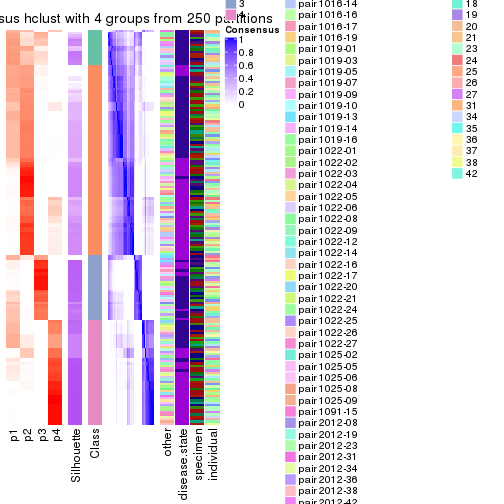 sus hclust with 4 groups from 250 partitions
3
4
Consensus
1
0.8
0.6
0.4
0.2
0
p1
p2
p3
p4
Silhouette
Class
other
disease.state
specimen
individual
pair1016-14
pair1016-16
pair1016-17
pair1019-01
pair1019-03
pair1019-05
pair1019-07
pair1019-09
pair1019-10
pair1019-13
pair1019-14
pair1019-16
pair1022-01
pair1022-02
pair1022-03
pair1022-04
pair1022-05
pair1022-06
pair1022-08
pair1022-09
pair1022-12
pair1022-14
pair1022-16
pair1022-17
pair1022-20
pair1022-21
pair1022-24
pair1022-25
pair1022-26
pair1022-27
pair1025-02
pair1025-05
pair1025-06
pair1025-08
pair1025-09
pair1091-15
pair2012-08
pair2012-19
pair2012-23
pair2012-31
pair2012-34
pair2012-36
pair2012-38
pair2012-42
18
19
20
21
23
24
25
26
27
31
34
35
36
37
38
42